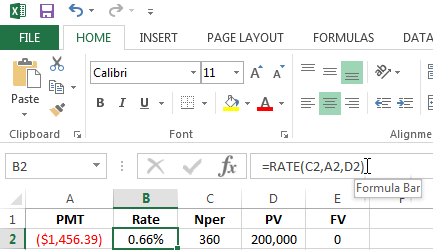 FILE HOME INSERT PAGE LAYOUT FORMULAS DATA
Calibri 11 A A
Paste B I U A
Clipboard Font Alignme
B2 fx =RATE(C2,A2,D2)
Formula Bar
A B C D E F
1 PMT Rate Nper PV FV
2 ($1,456.39) 0.66% 360 200,000 0